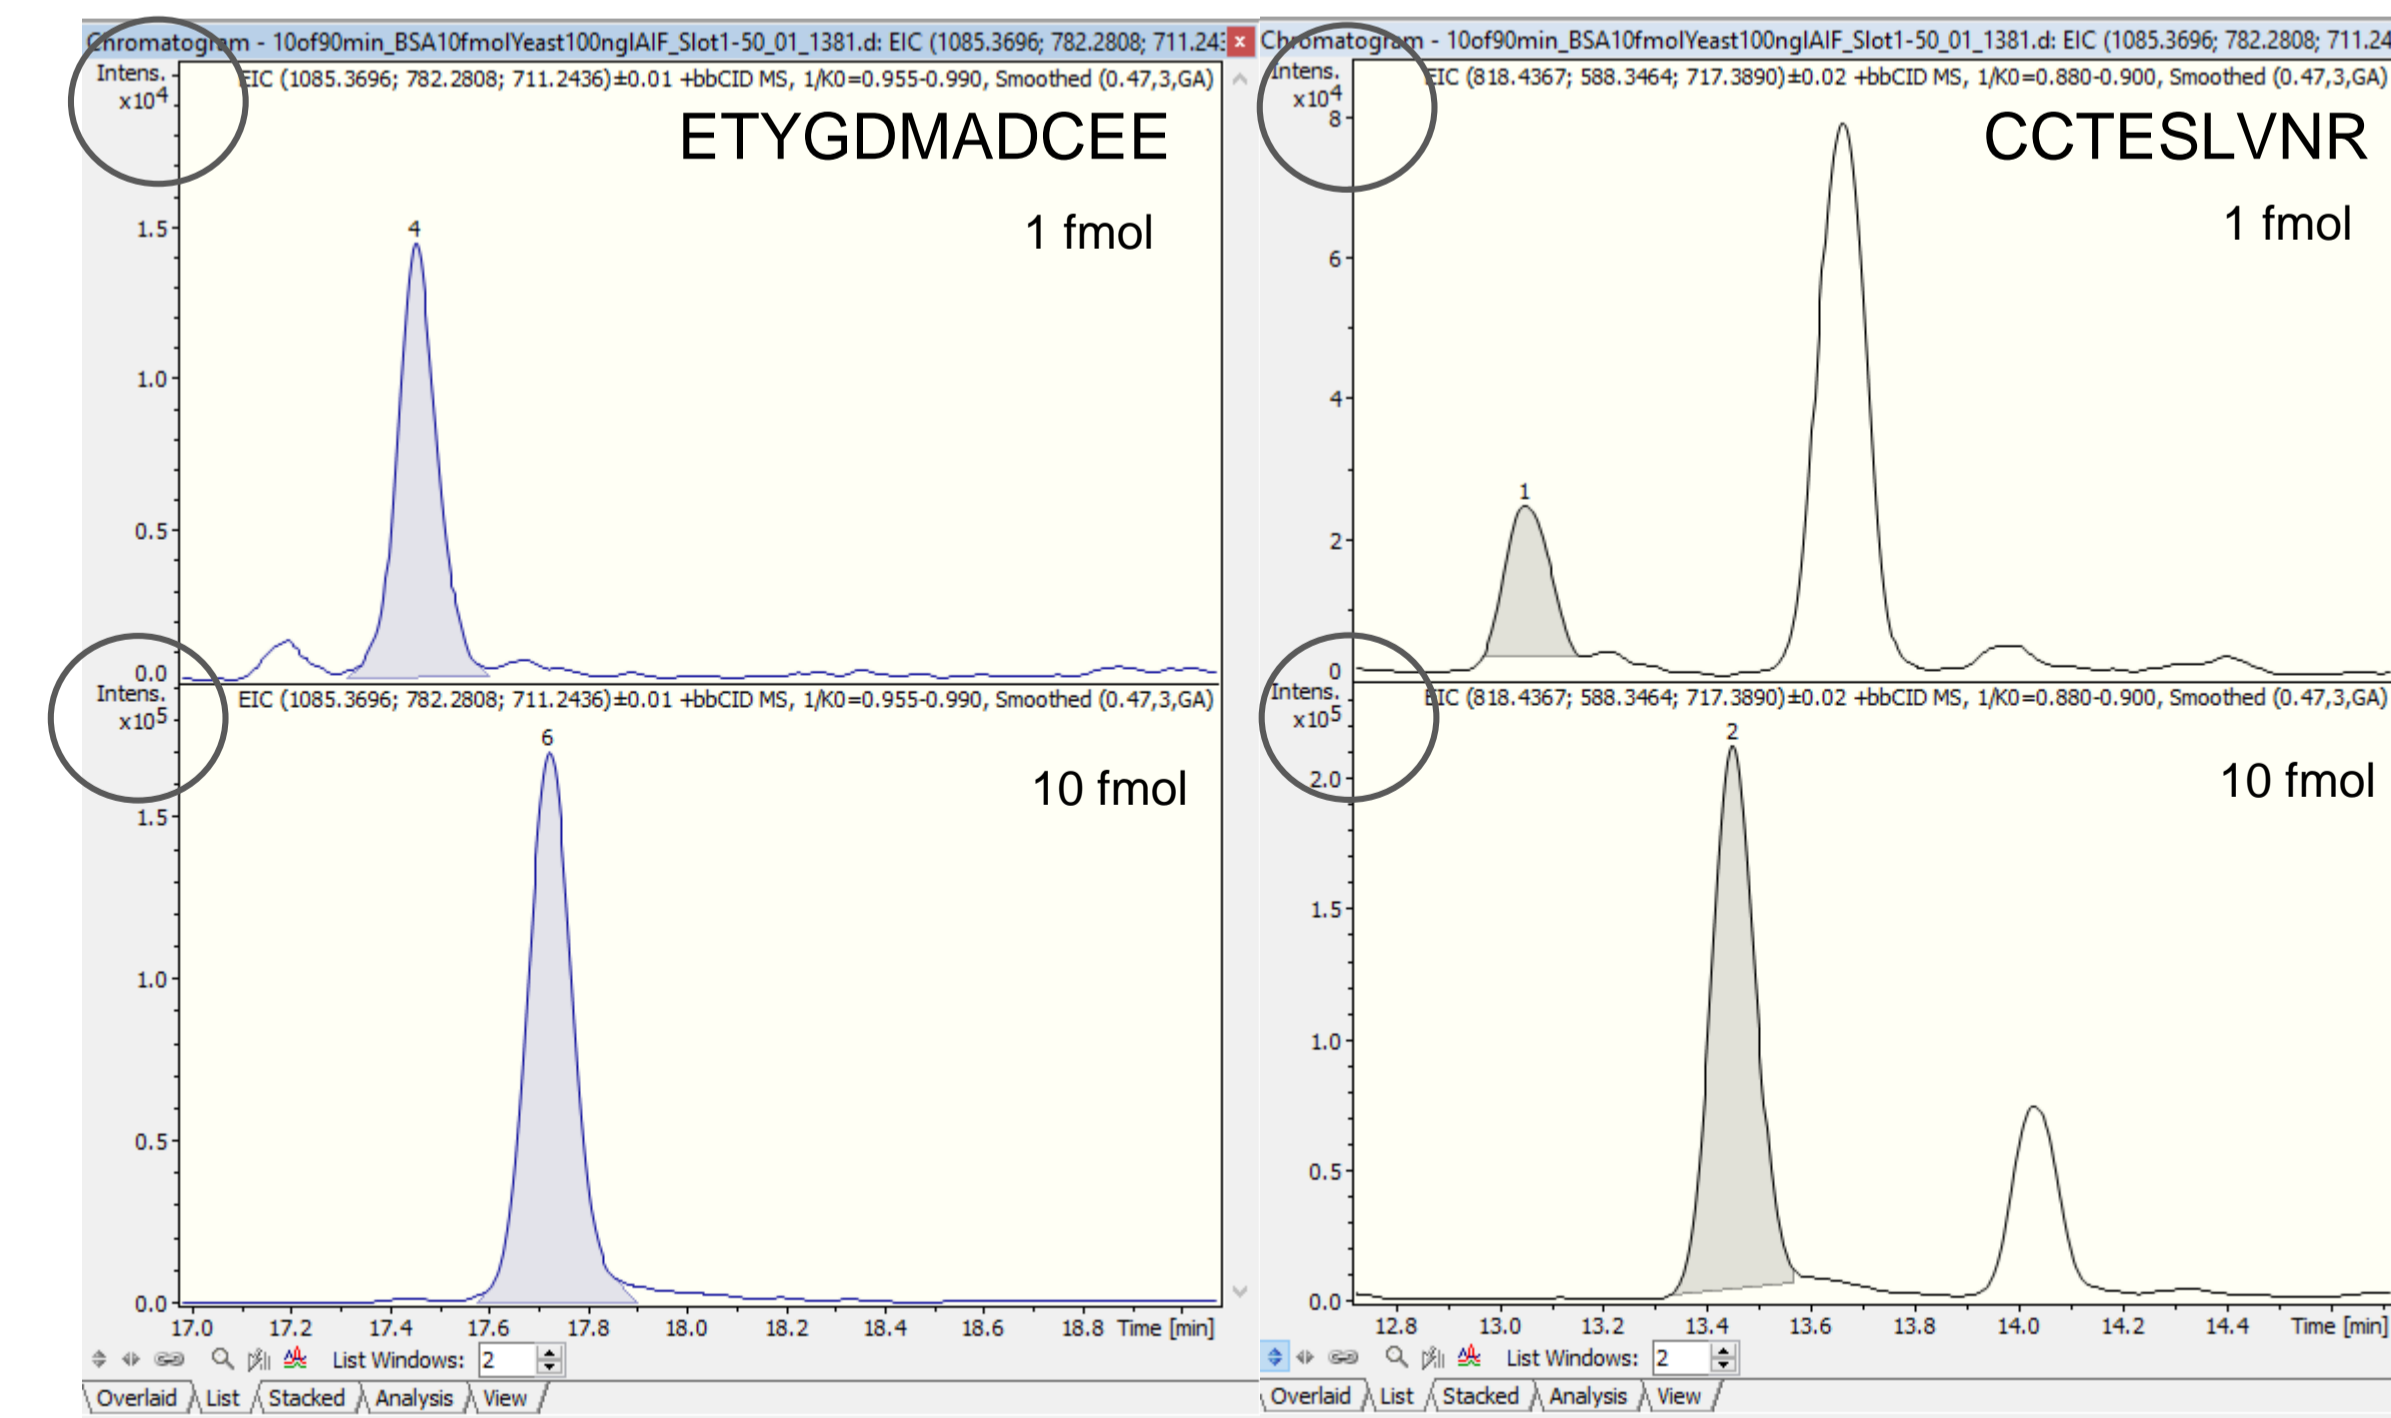 Chromatogram - 10of90min_BSA10fmolYeast100ngIAIF_Slot1-50_01_1381.d: EIC (1085.3696; 782.2808; 711.24
Intens.
x10⁴
EIC (1085.3696; 782.2808; 711.2436)±0.01 +bbCID MS, 1/K0=0.955-0.990, Smoothed (0.47,3,GA)
ETYGDMADCEE
1 fmol
4
1.5
1.0
0.5
0.0
Intens.
x10⁵
EIC (1085.3696; 782.2808; 711.2436)±0.01 +bbCID MS, 1/K0=0.955-0.990, Smoothed (0.47,3,GA)
6
10 fmol
1.5
1.0
0.5
0.0
17.0 17.2 17.4 17.6 17.8 18.0 18.2 18.4 18.6 18.8 Time [min]
List Windows: 2
Overlaid List Stacked Analysis View
Chromatogram - 10of90min_BSA10fmolYeast100ngIAIF_Slot1-50_01_1381.d: EIC (1085.3696; 782.2808; 711.24
Intens.
x10⁴
EIC (818.4367; 588.3464; 717.3890)±0.02 +bbCID MS, 1/K0=0.880-0.900, Smoothed (0.47,3,GA)
CCTESLVNR
1 fmol
8
6
4
1
2
0
Intens.
x10⁵
EIC (818.4367; 588.3464; 717.3890)±0.02 +bbCID MS, 1/K0=0.880-0.900, Smoothed (0.47,3,GA)
2
10 fmol
2.0
1.5
1.0
0.5
0.0
12.8 13.0 13.2 13.4 13.6 13.8 14.0 14.2 14.4 Time [min]
List Windows: 2
Overlaid List Stacked Analysis View